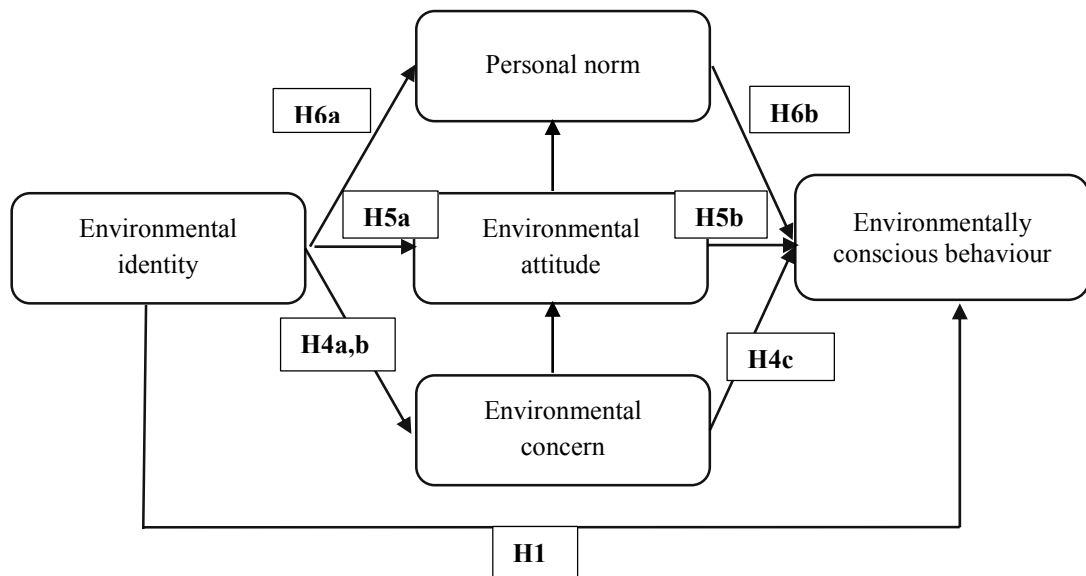 Personal norm
H6a
H6b
Environmental
identity
H5a
Environmental
attitude
H5b
Environmentally
conscious behaviour
H4a,b
H4c
Environmental
concern
H1